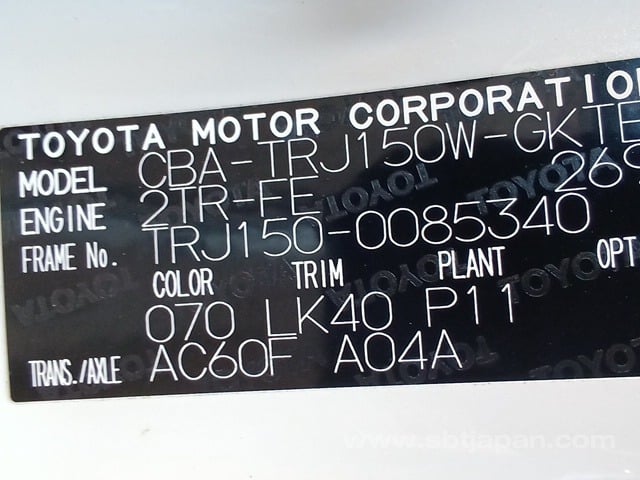 TOYOTA MOTOR CORPORATIO
MODEL CBA-TRJ150W-GKTE
ENGINE 2TR-FE 269
FRAME No. TRJ150-0085340
COLOR TRIM PLANT OPT
070 LK40 P11
TRANS./AXLE AC60F A04A
www.sbtjapan.com